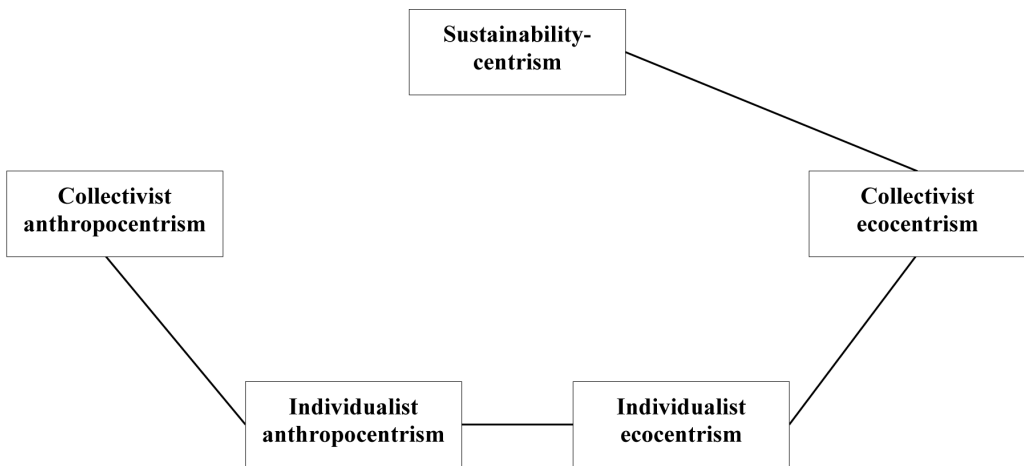 Sustainability-
centrism
Collectivist
anthropocentrism
Collectivist
ecocentrism
Individualist
anthropocentrism
Individualist
ecocentrism